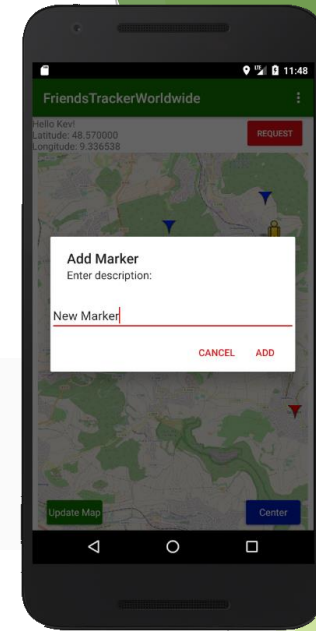 LTE 11:48
FriendsTrackerWorldwide
Hello Kev!
Latitude: 48.570000
Longitude: 9.336538
REQUEST
Add Marker
Enter description:
New Marker
CANCEL ADD
Update Map
Center